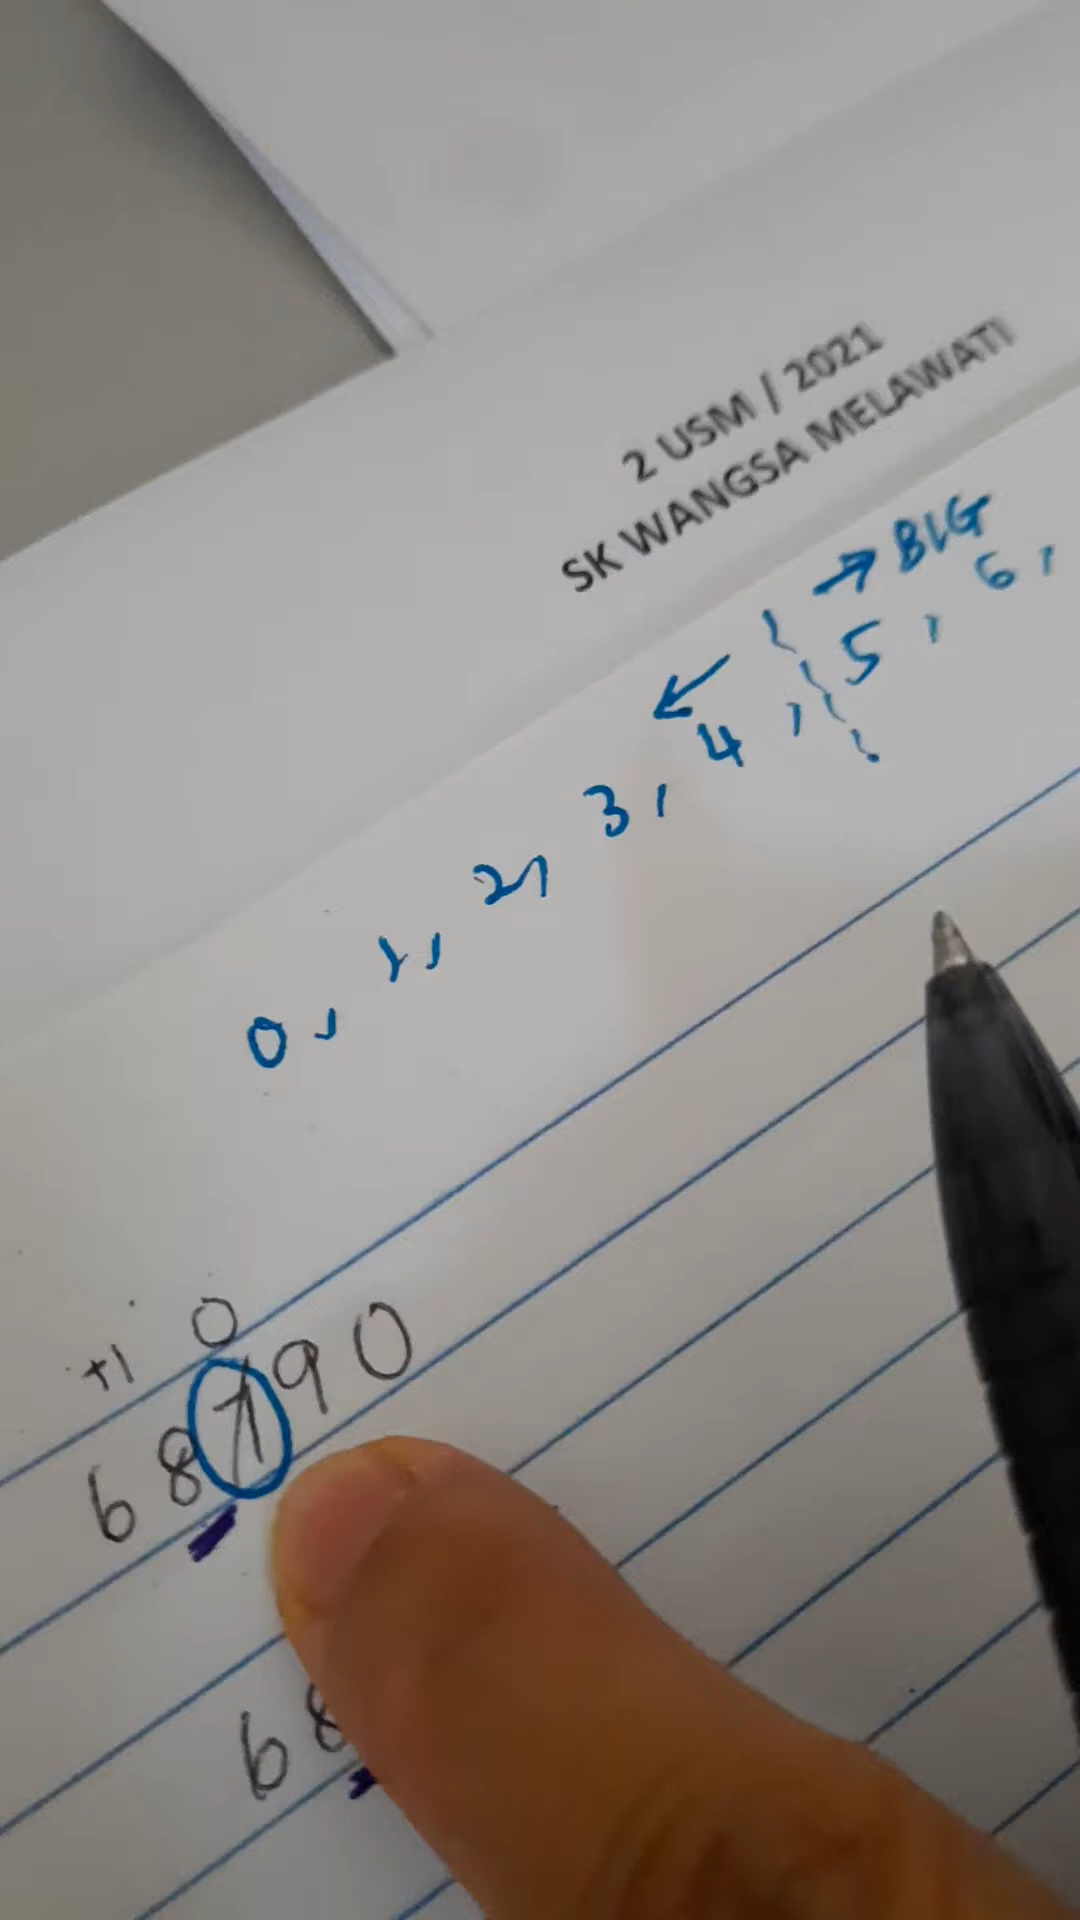 2 USM / 2021
SK WANGSA MELAWATI
→ BIG
←
0, 1, 2, 3, 4, 5, 6,
+1 0
68790
68